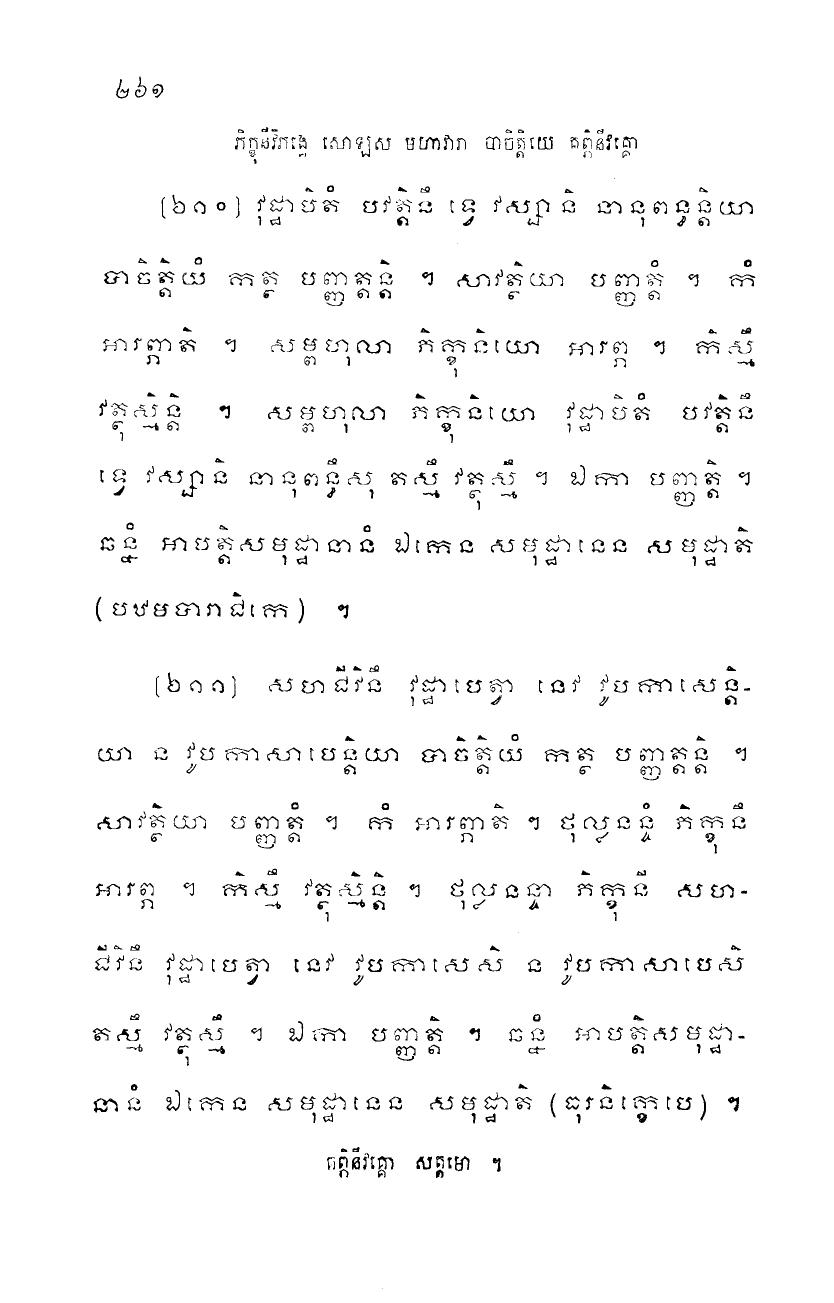 ២៦១
ភិក្ខុនីវិភង្គេ សោឡស មហាវារា បាចិត្តិយេ គព្ភិនីវគ្គោ
[៦១០] វុដ្ឋាបិតំ បវត្តិនឹ ទ្វេ វស្សានិ នានុពន្ធន្តិយា
បាចិត្តិយំ កត្ថ បញ្ញត្តន្តិ ។ សាវត្ថិយា បញ្ញត្តំ ។ កំ
អារព្ភាតិ ។ សម្ពហុលា ភិក្ខុនិយោ អារព្ភ ។ កិស្មឹ
វត្ថុស្មិន្តិ ។ សម្ពហុលា ភិក្ខុនិយោ វុដ្ឋាបិតំ បវត្តិនឹ
ទ្វេ វស្សានិ នានុពន្ធឹសុ តស្មឹ វត្ថុស្មឹ ។ ឯកា បញ្ញត្តិ ។
ឆន្នំ អាបត្តិសមុដ្ឋានានំ ឯកេន សមុដ្ឋានេន សមុដ្ឋាតិ
(បឋមបារាជិកេ) ។
[៦១១] សហជីវិនឹ វុដ្ឋាបេត្វា នេវ វូបកាសេន្តិ-
យា ន វូបកាសាបេន្តិយា បាចិត្តិយំ កត្ថ បញ្ញត្តន្តិ ។
សាវត្ថិយា បញ្ញត្តំ ។ កំ អារព្ភាតិ ។ ថុល្លនន្ទំ ភិក្ខុនឹ
អារព្ភ ។ កិស្មឹ វត្ថុស្មិន្តិ ។ ថុល្លនន្ទា ភិក្ខុនី សហ-
ជីវិនឹ វុដ្ឋាបេត្វា នេវ វូបកាសេសិ ន វូបកាសាបេសិ
តស្មឹ វត្ថុស្មឹ ។ ឯកា បញ្ញត្តិ ។ ឆន្នំ អាបត្តិសមុដ្ឋា-
នានំ ឯកេន សមុដ្ឋានេន សមុដ្ឋាតិ (ធុរនិក្ខេបេ) ។
គព្ភិនីវគ្គោ សត្តមោ ។